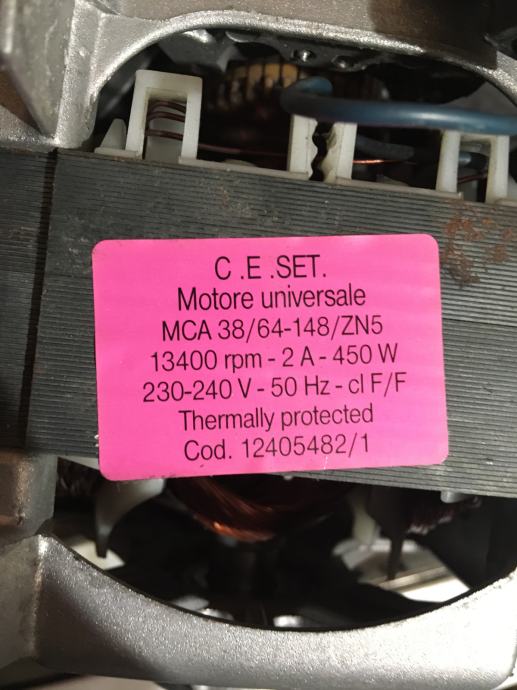 C .E .SET.
Motore universale
MCA 38/64-148/ZN5
13400 rpm - 2 A - 450 W
230-240 V - 50 Hz - cl F/F
Thermally protected
Cod. 12405482/1